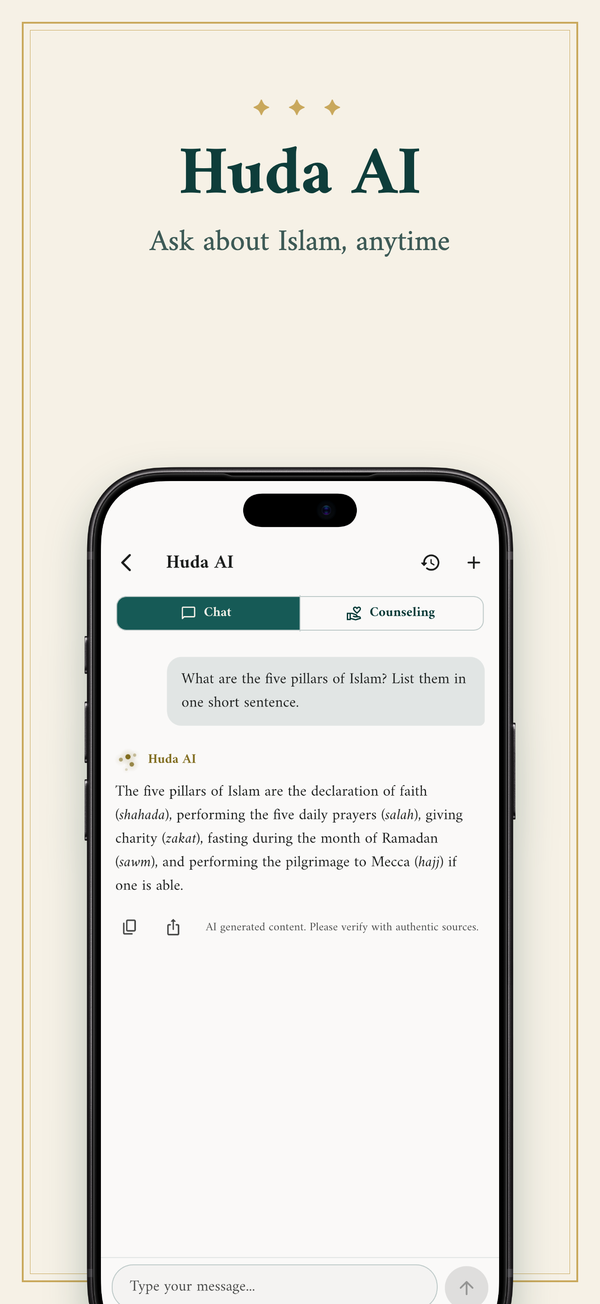 Huda AI
Ask about Islam, anytime
Huda AI
Chat
Counseling
What are the five pillars of Islam? List them in
one short sentence.
Huda AI
The five pillars of Islam are the declaration of faith
(shahada), performing the five daily prayers (salah), giving
charity (zakat), fasting during the month of Ramadan
(sawm), and performing the pilgrimage to Mecca (hajj) if
one is able.
AI generated content. Please verify with authentic sources.
Type your message...